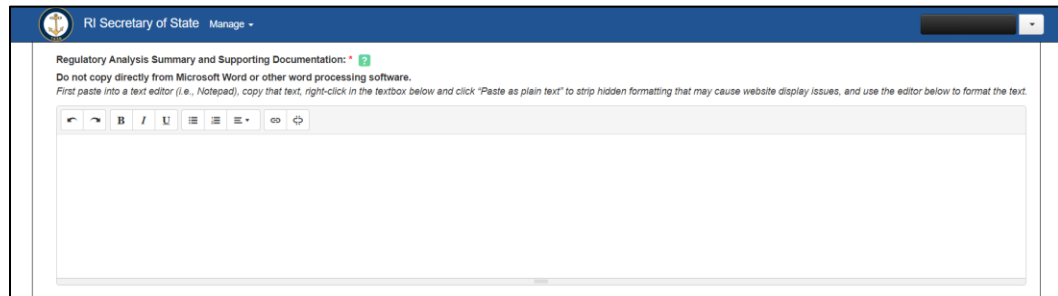 RI Secretary of State Manage
Regulatory Analysis Summary and Supporting Documentation: * ?
Do not copy directly from Microsoft Word or other word processing software.
First paste into a text editor (i.e., Notepad), copy that text, right-click in the textbox below and click "Paste as plain text" to strip hidden formatting that may cause website display issues, and use the editor below to format the text.
B I U